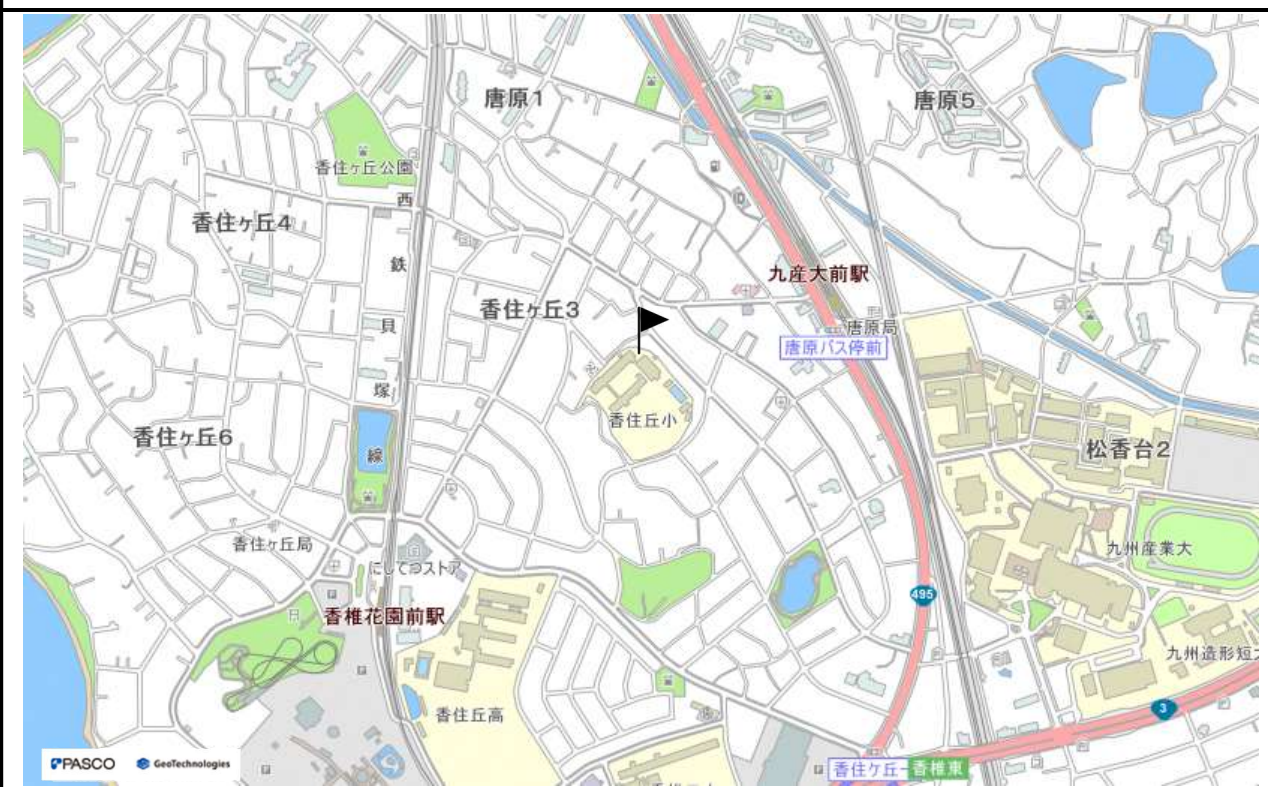 唐原1
唐原5
香住ヶ丘公園
香住ヶ丘4
西
鉄
貝
塚
線
九産大前駅
香住ヶ丘3
唐原局
唐原バス停前
香住丘小
香住ヶ丘6
松香台2
香住ヶ丘局
にしてつストア
九州産業大
495
香椎花園前駅
九州造形短
香住丘高
3
香住ケ丘
香椎東
PASCO
GeoTechnologies